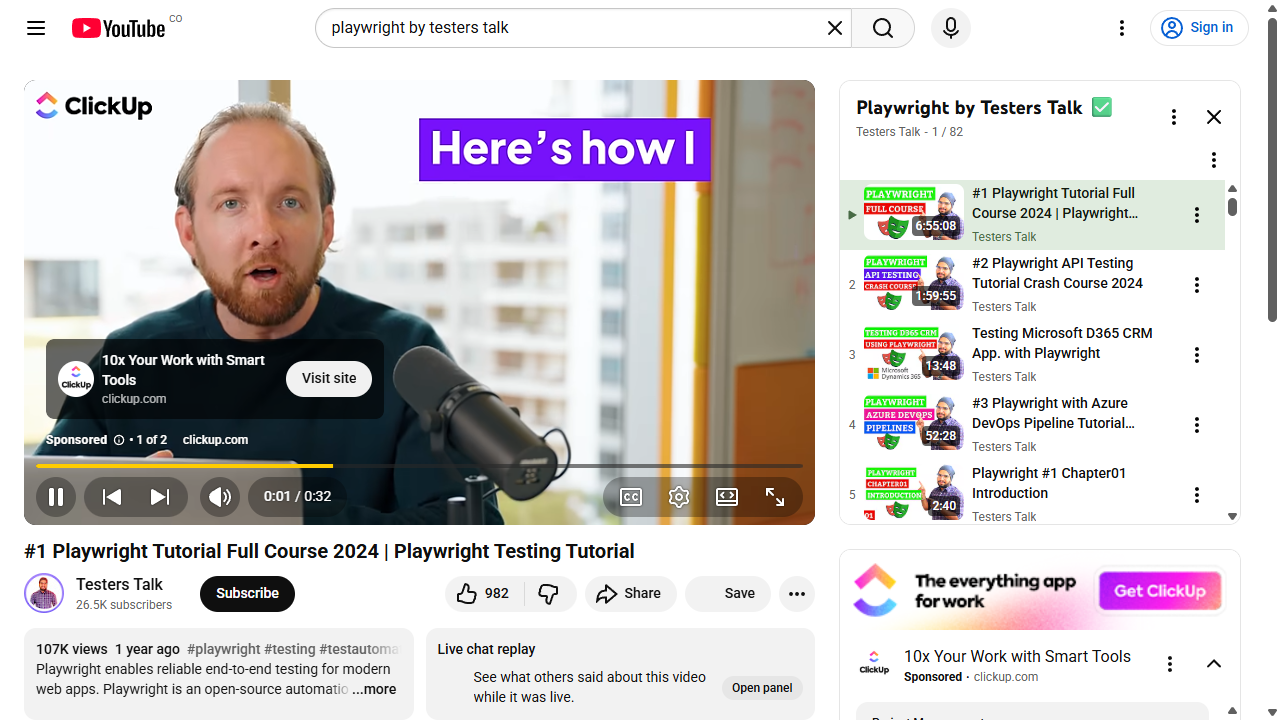 YouTube CO
playwright by testers talk
Sign in
ClickUp
Here's how I
10x Your Work with Smart
Tools
clickup.com
ClickUp
Visit site
Sponsored • 1 of 2 clickup.com
0:01 / 0:32
CC
#1 Playwright Tutorial Full Course 2024 | Playwright Testing Tutorial
Testers Talk
26.5K subscribers
Subscribe
982
Share
Save
107K views 1 year ago #playwright #testing #testautoma
Playwright enables reliable end-to-end testing for modern
web apps. Playwright is an open-source automatio ...more
Live chat replay
See what others said about this video
while it was live.
Open panel
Playwright by Testers Talk ✅
Testers Talk - 1 / 82
PLAYWRIGHT
FULL COURSE
6:55:08
#1 Playwright Tutorial Full
Course 2024 | Playwright...
Testers Talk
2
PLAYWRIGHT
API TESTING
CRASH COURSE
1:59:55
#2 Playwright API Testing
Tutorial Crash Course 2024
Testers Talk
3
TESTING D365 CRM
USING PLAYWRIGHT
Microsoft
Dynamics 365
13:48
Testing Microsoft D365 CRM
App. with Playwright
Testers Talk
4
PLAYWRIGHT
AZURE DEVOPS
PIPELINES
52:28
#3 Playwright with Azure
DevOps Pipeline Tutorial...
Testers Talk
5
PLAYWRIGHT
CHAPTER01
INTRODUCTION
01
2:40
Playwright #1 Chapter01
Introduction
Testers Talk
The everything app
for work
Get ClickUp
ClickUp
10x Your Work with Smart Tools
Sponsored · clickup.com